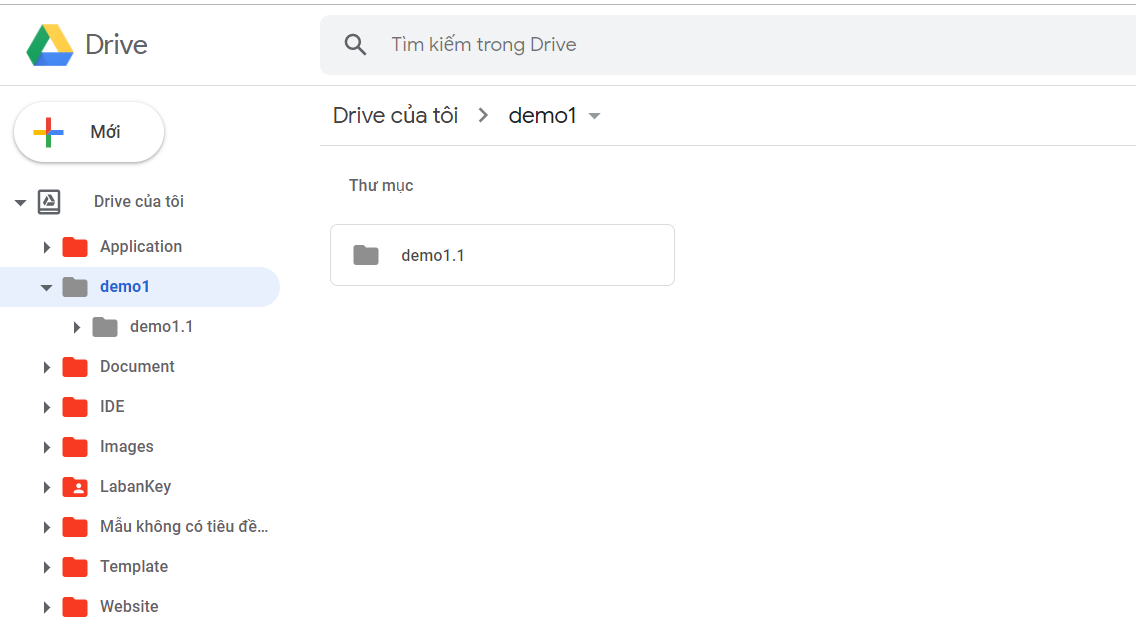 Drive
Tìm kiếm trong Drive
Mới
Drive của tôi
demo1
Drive của tôi
Application
demo1
demo1.1
Document
IDE
Images
LabanKey
Mẫu không có tiêu đề...
Template
Website
Thư mục
demo1.1